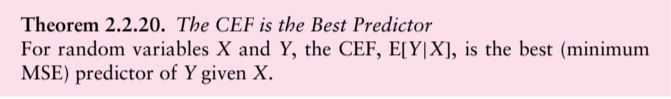 Theorem 2.2.20. The CEF is the Best Predictor
For random variables X and Y, the CEF, E[Y|X], is the best (minimum
MSE) predictor of Y given X.